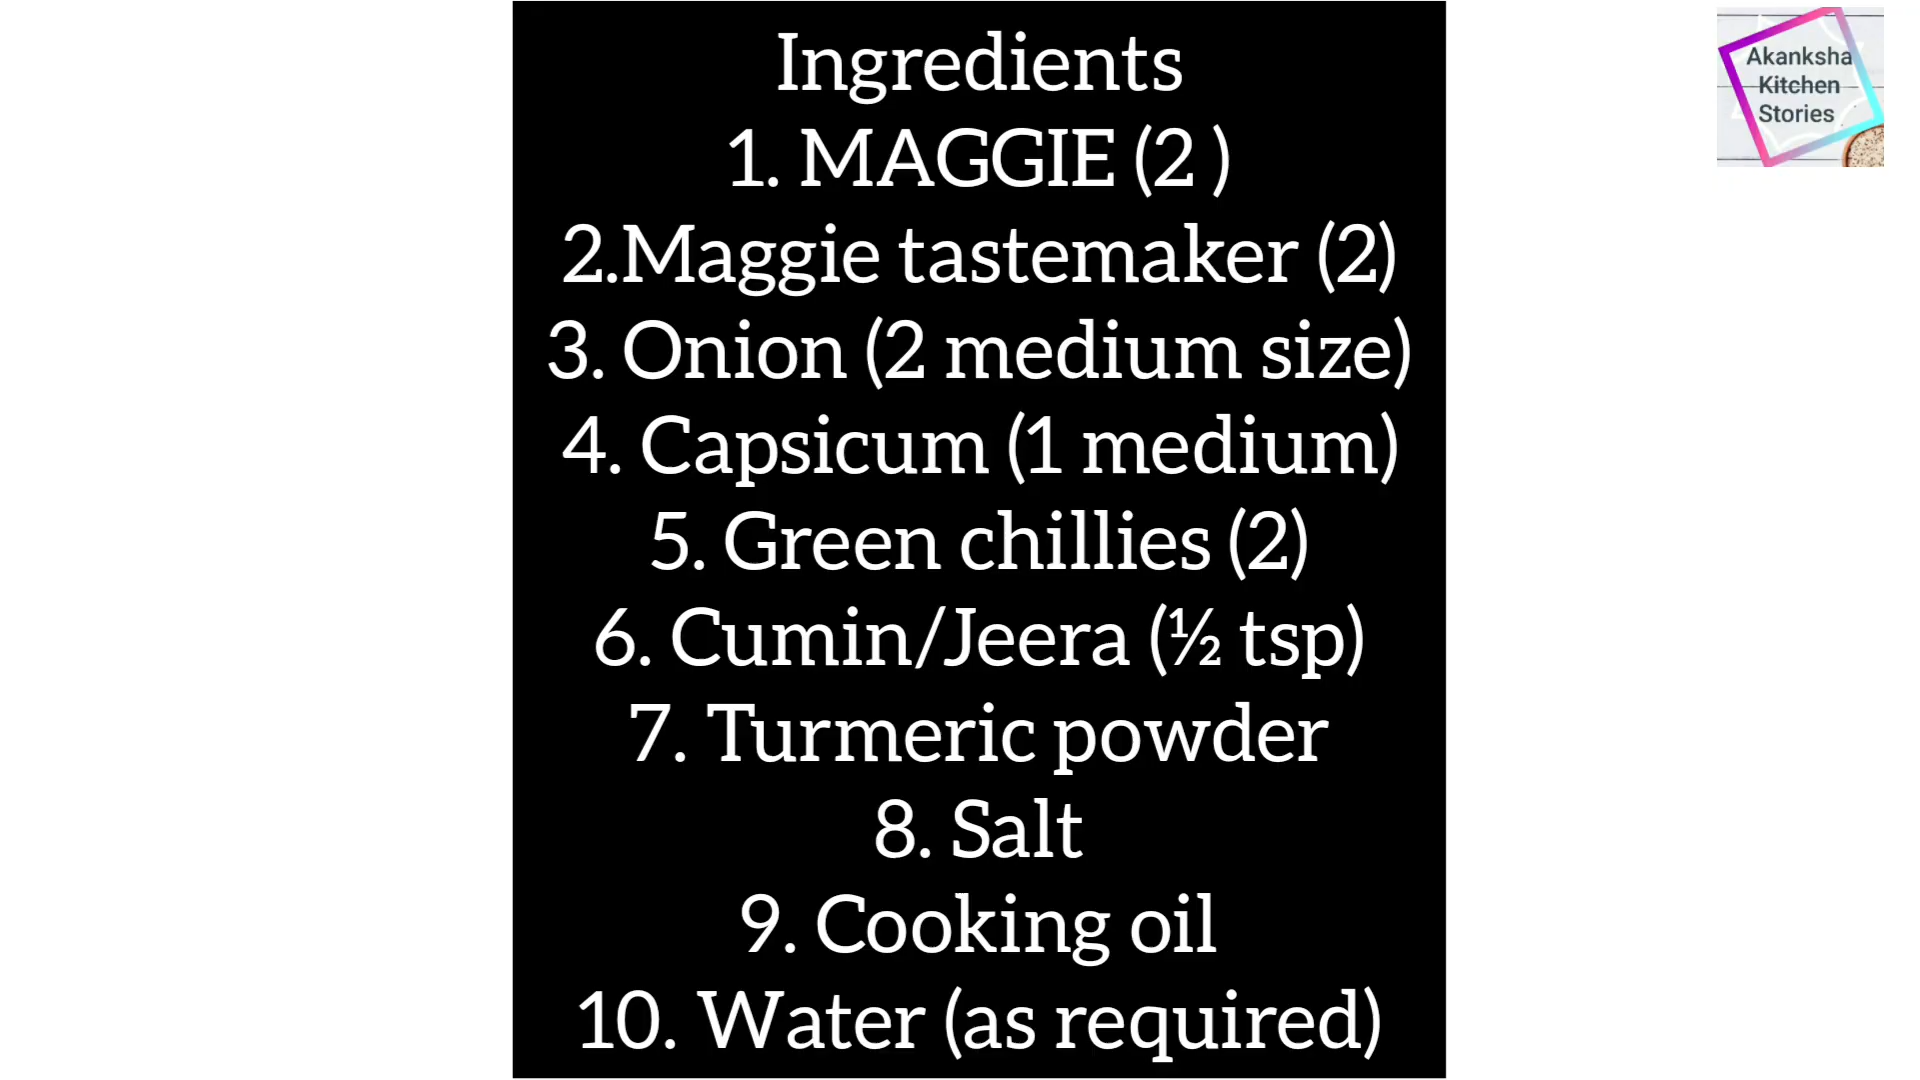 Ingredients
1. MAGGIE (2 )
2.Maggie tastemaker (2)
3. Onion (2 medium size)
4. Capsicum (1 medium)
5. Green chillies (2)
6. Cumin/Jeera (½ tsp)
7. Turmeric powder
8. Salt
9. Cooking oil
10. Water (as required)
Akanksha
Kitchen
Stories